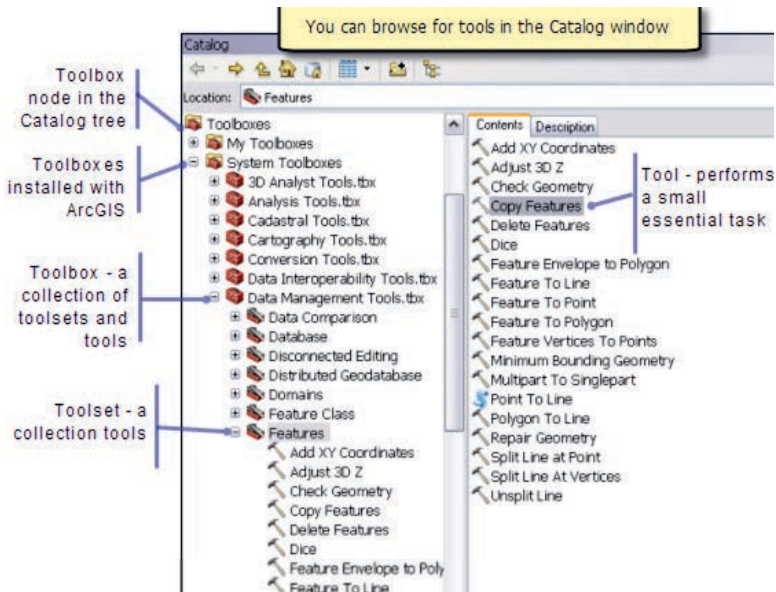 You can browse for tools in the Catalog window
Catalog
Location: Features
Toolbox
node in the
Catalog tree
Toolboxes
installed with
ArcGIS
Toolbox - a
collection of
toolsets and
tools
Toolset - a
collection tools
Toolboxes
My Toolboxes
System Toolboxes
3D Analyst Tools.tbx
Analysis Tools.tbx
Cadastral Tools.tbx
Cartography Tools.tbx
Conversion Tools.tbx
Data Interoperability Tools.tbx
Data Management Tools.tbx
Data Comparison
Database
Disconnected Editing
Distributed Geodatabase
Domains
Feature Class
Features
Add XY Coordinates
Adjust 3D Z
Check Geometry
Copy Features
Delete Features
Dice
Feature Envelope to Poly
Feature To Line
Contents Description
Add XY Coordinates
Adjust 3D Z
Check Geometry
Copy Features
Delete Features
Dice
Feature Envelope to Polygon
Feature To Line
Feature To Point
Feature To Polygon
Feature Vertices To Points
Minimum Bounding Geometry
Multipart To Singlepart
Point To Line
Polygon To Line
Repair Geometry
Split Line at Point
Split Line At Vertices
Unsplit Line
Tool - performs
a small
essential task